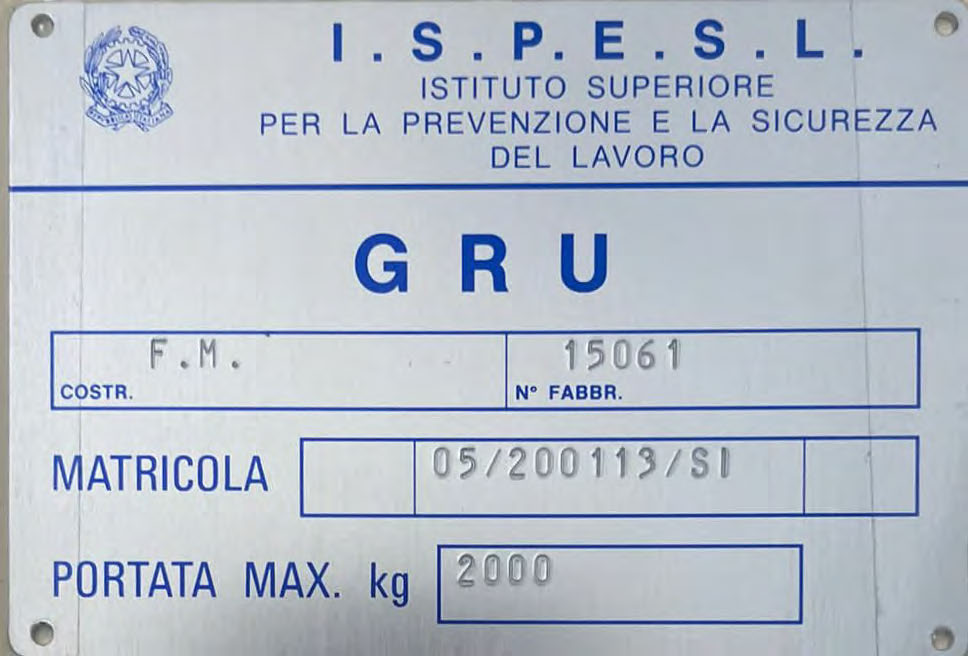 I.S.P.E.S.L.
ISTITUTO SUPERIORE
PER LA PREVENZIONE E LA SICUREZZA
DEL LAVORO
GRU
F.M. 15061
COSTR. N° FABBR.
MATRICOLA 05/200113/SI
PORTATA MAX. kg 2000